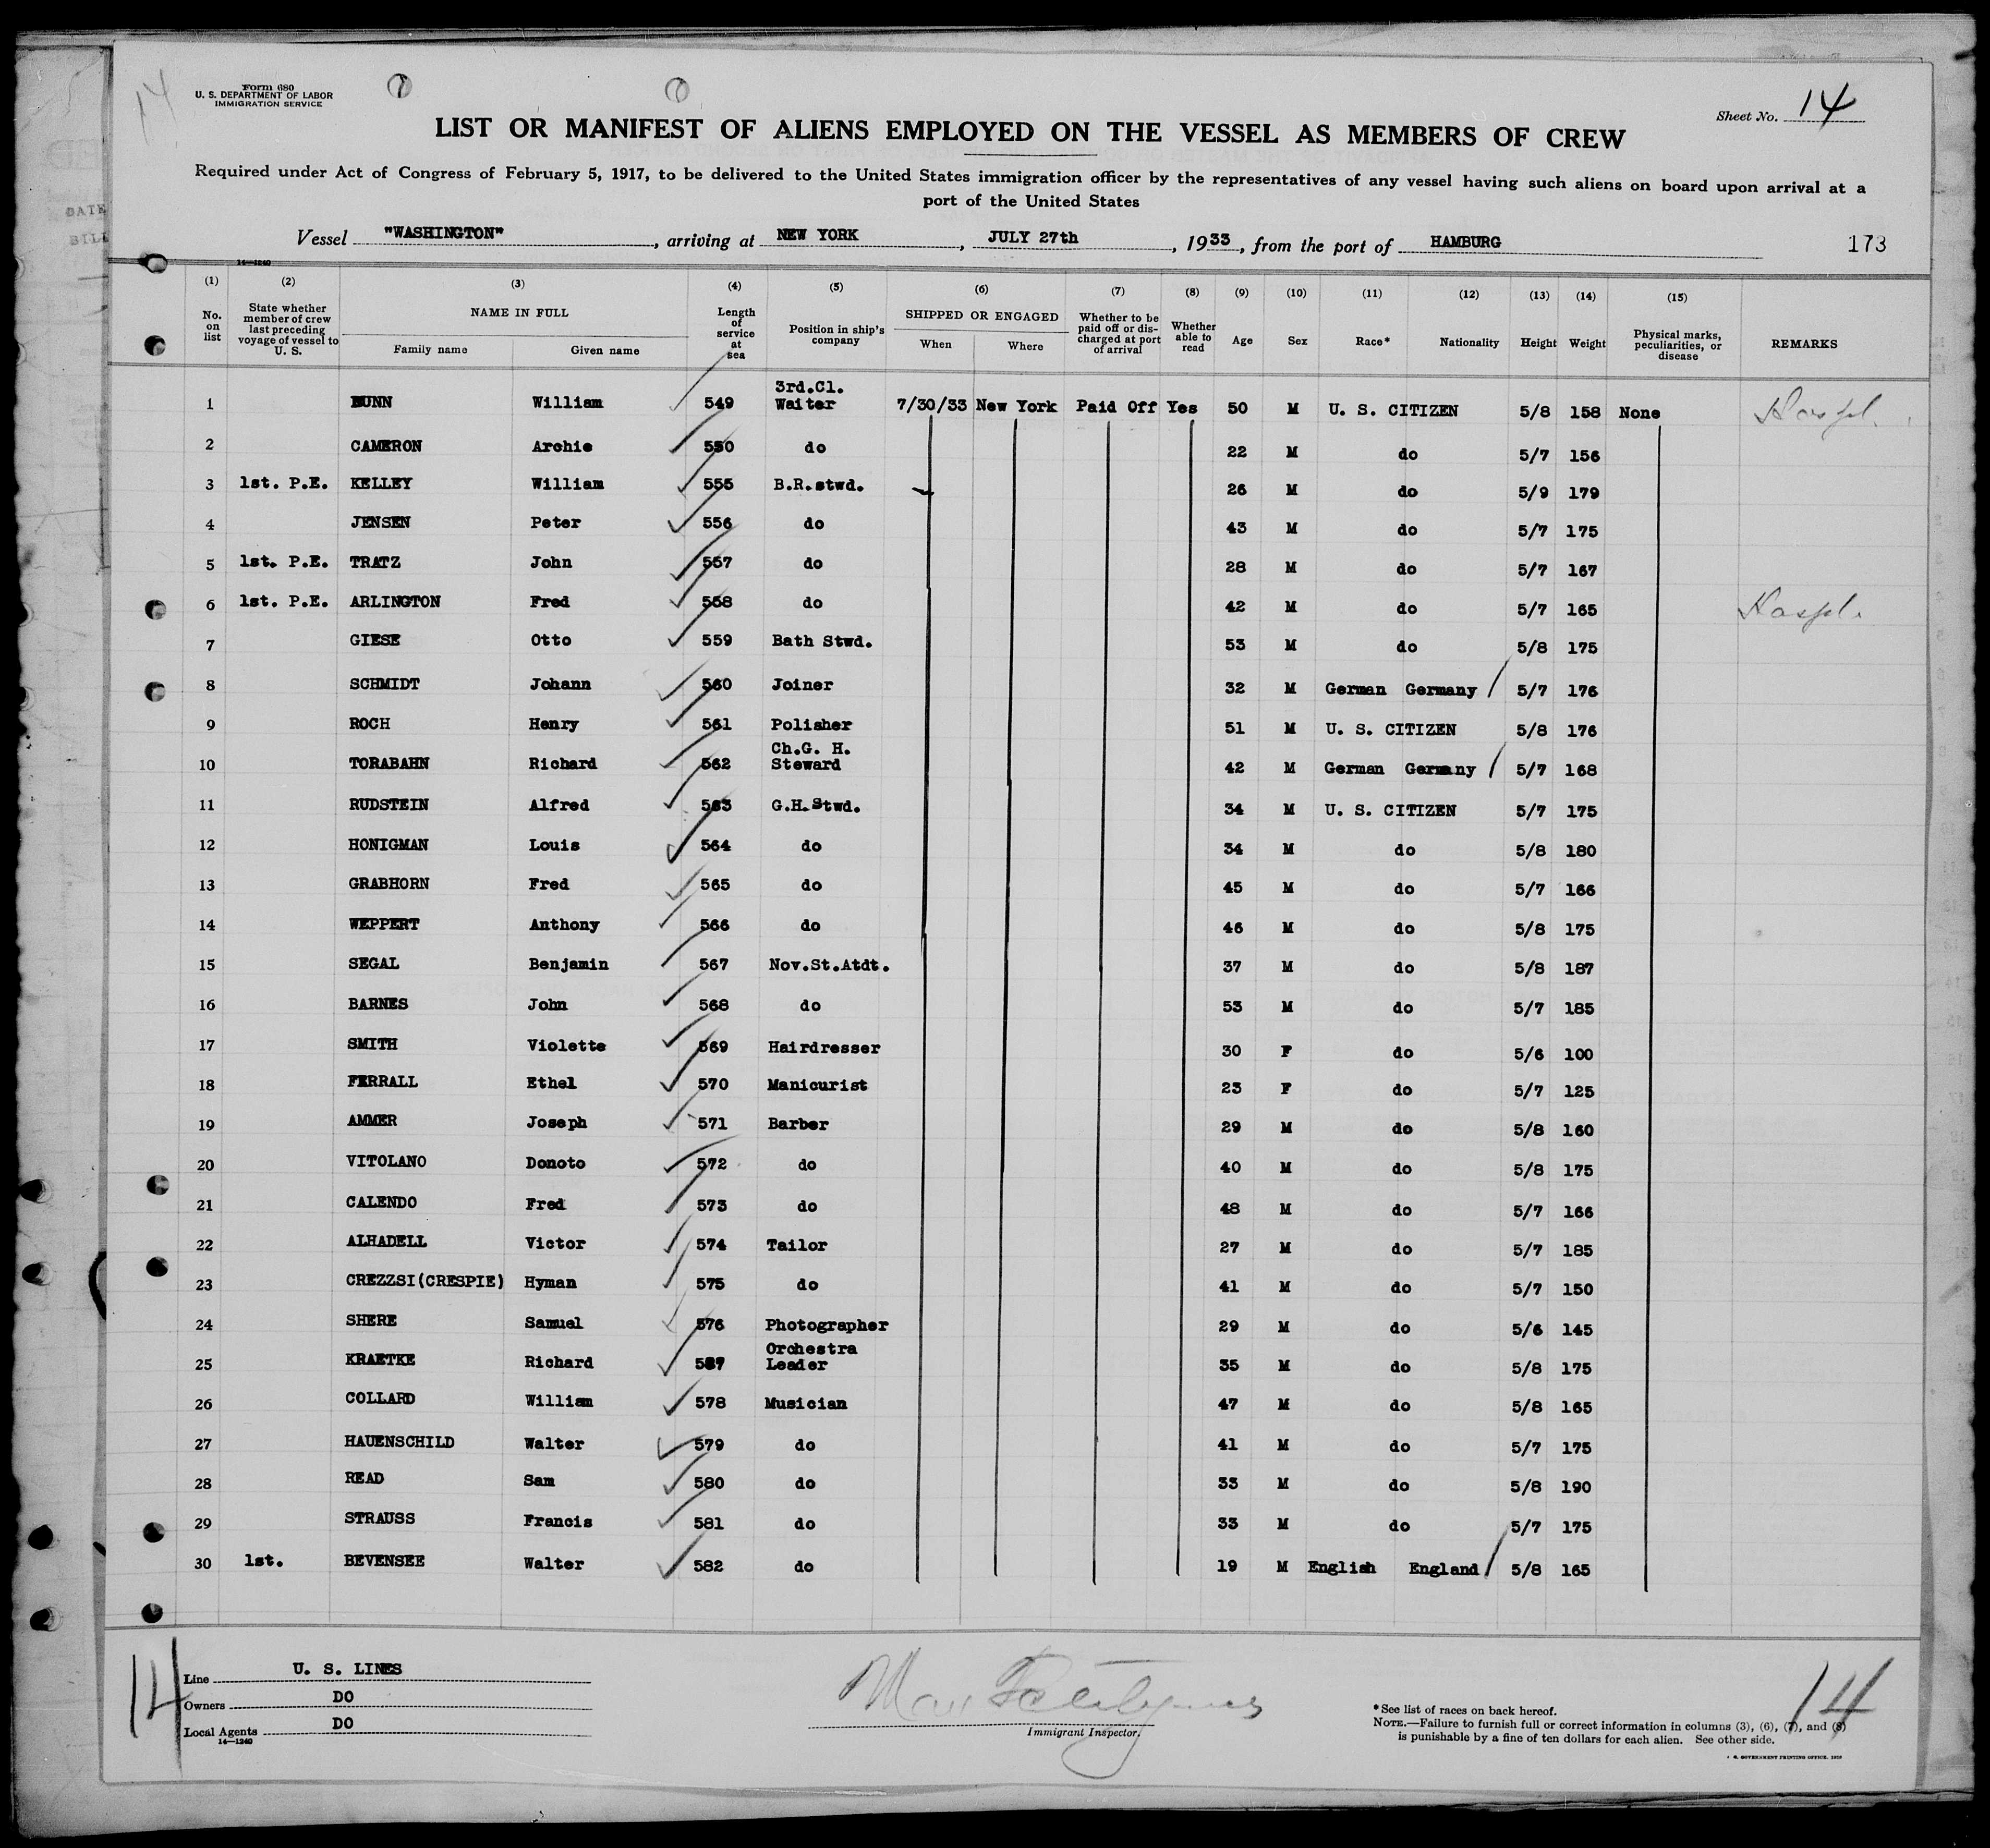 14
Form 680
U. S. DEPARTMENT OF LABOR
IMMIGRATION SERVICE
Sheet No. 14
LIST OR MANIFEST OF ALIENS EMPLOYED ON THE VESSEL AS MEMBERS OF CREW
Required under Act of Congress of February 5, 1917, to be delivered to the United States immigration officer by the representatives of any vessel having such aliens on board upon arrival at a
port of the United States
Vessel "WASHINGTON", arriving at NEW YORK, JULY 27th, 1933, from the port of HAMBURG 173
14—1240
(1) (2) (3) (4) (5) (6) (7) (8) (9) (10) (11) (12) (13) (14) (15)
No. on list State whether member of crew last preceding voyage of vessel to U. S. NAME IN FULL Family name Given name Length of service at sea Position in ship's company SHIPPED OR ENGAGED When Where Whether to be paid off or discharged at port of arrival Whether able to read Age Sex Race* Nationality Height Weight Physical marks, peculiarities, or disease REMARKS
1 DUNN William 549 3rd.Cl. Waiter 7/30/33 New York Paid Off Yes 50 M U. S. CITIZEN 5/8 158 None
2 CAMERON Archie 550 do 22 M do 5/7 156
3 1st. P.E. KELLEY William 555 B.R.stwd. 26 M do 5/9 179
4 JENSEN Peter 556 do 43 M do 5/7 175
5 1st. P.E. TRATZ John 557 do 28 M do 5/7 167
6 1st. P.E. ARLINGTON Fred 558 do 42 M do 5/7 165
7 GIESE Otto 559 Bath Stwd. 53 M do 5/8 175
8 SCHMIDT Johann 560 Joiner 32 M German Germany 5/7 176
9 ROCH Henry 561 Polisher 51 M U. S. CITIZEN 5/8 176
10 TORABAHN Richard 562 Ch.G. H. Steward 42 M German Germany 5/7 168
11 RUDSTEIN Alfred 563 G.H.Stwd. 34 M U. S. CITIZEN 5/7 175
12 HONIGMAN Louis 564 do 34 M do 5/8 180
13 GRABHORN Fred 565 do 45 M do 5/7 166
14 WEPPERT Anthony 566 do 46 M do 5/8 175
15 SEGAL Benjamin 567 Nov.St.Atdt. 37 M do 5/8 187
16 BARNES John 568 do 53 M do 5/7 185
17 SMITH Violette 569 Hairdresser 30 F do 5/6 100
18 FERRALL Ethel 570 Manicurist 23 F do 5/7 125
19 AMMER Joseph 571 Barber 29 M do 5/8 160
20 VITOLANO Donoto 572 do 40 M do 5/8 175
21 CALENDO Fred 573 do 48 M do 5/7 166
22 ALHADELL Victor 574 Tailor 27 M do 5/7 185
23 CREZZSI(CRESPIE) Hyman 575 do 41 M do 5/7 150
24 SHERE Samuel 576 Photographer 29 M do 5/6 145
25 KRAETKE Richard Orchestra Leader 35 M do 5/8 175
26 COLLARD William 578 Musician 47 M do 5/8 165
27 HAUENSCHILD Walter 579 do 41 M do 5/7 175
28 READ Sam 580 do 33 M do 5/8 190
29 STRAUSS Francis 581 do 33 M do 5/7 175
30 1st. BEVENSEE Walter 582 do 19 M English England 5/8 165
14
Line U. S. LINES
Owners DO
Local Agents DO
14—1240
Immigrant Inspector.
*See list of races on back hereof.
NOTE.—Failure to furnish full or correct information in columns (3), (6), (7), and (8)
is punishable by a fine of ten dollars for each alien. See other side.
14